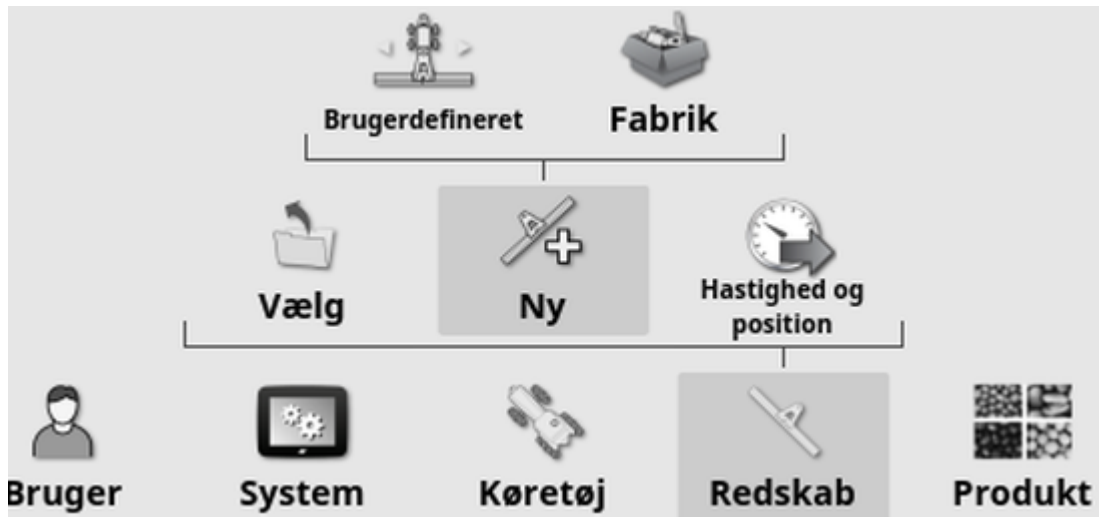 Brugerdefineret
Fabrik
Vælg
Ny
Hastighed og
position
Bruger
System
Køretøj
Redskab
Produkt